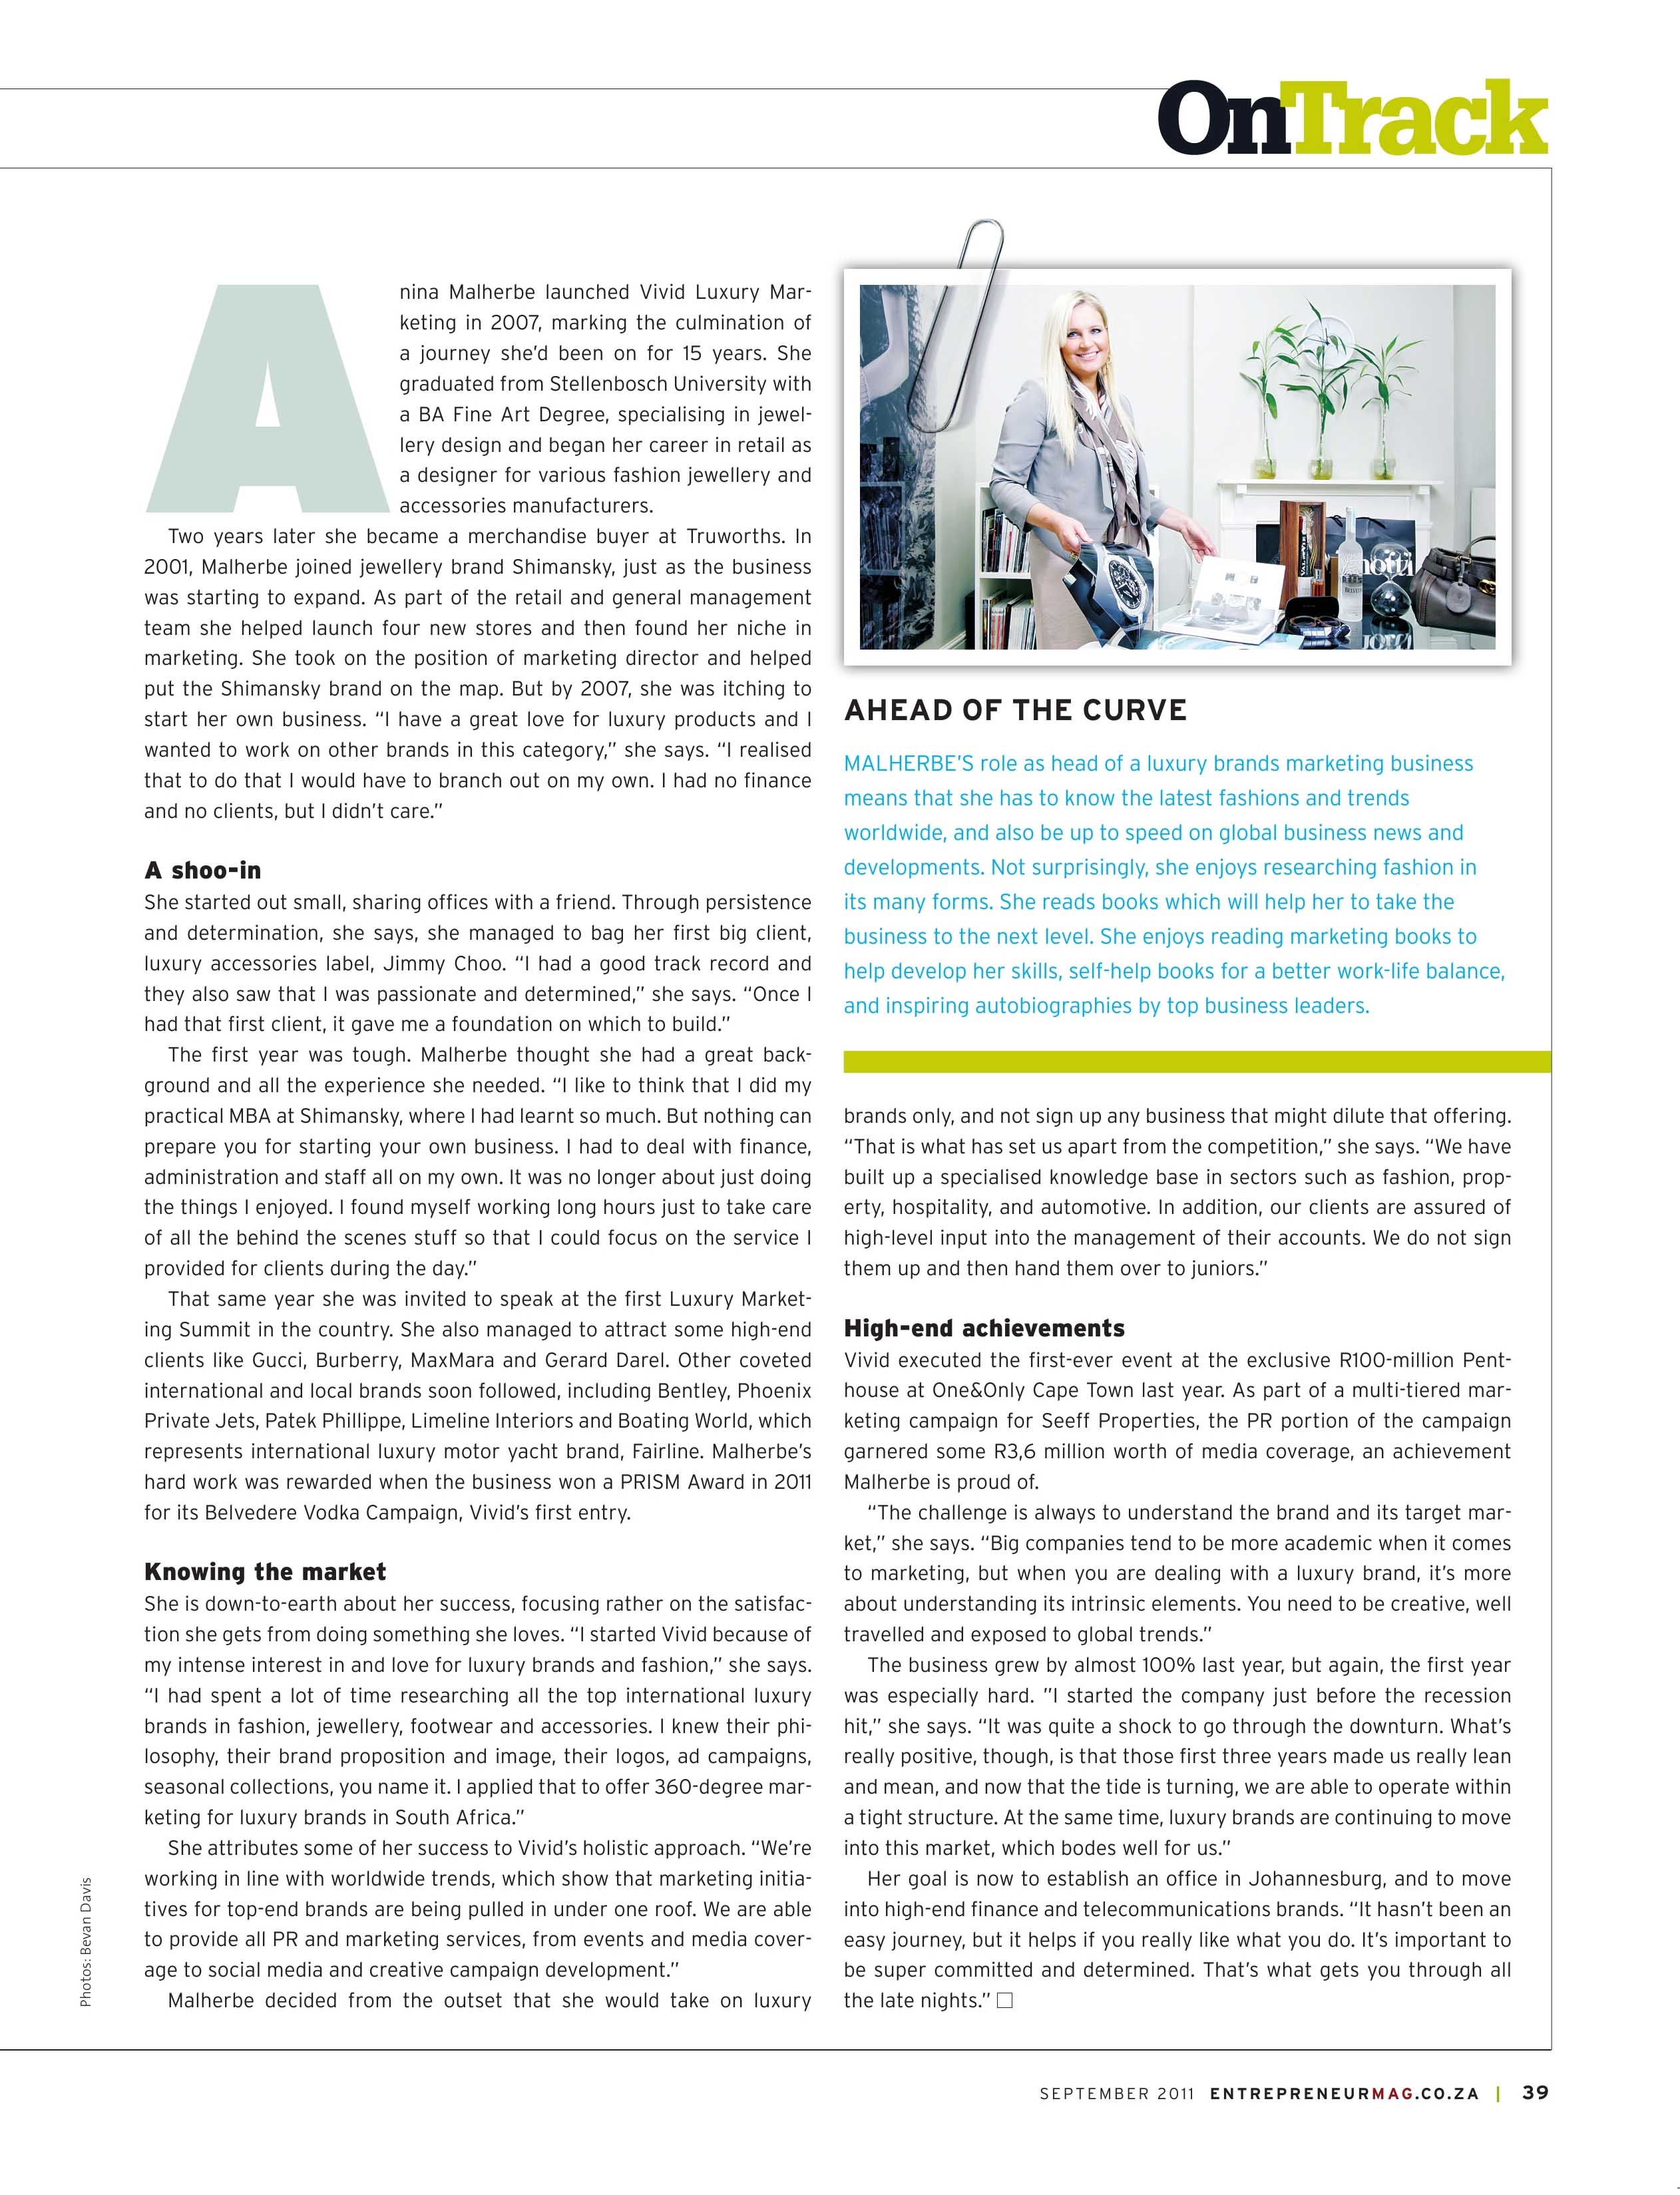 OnTrack
Anina Malherbe launched Vivid Luxury Mar-
keting in 2007, marking the culmination of
a journey she'd been on for 15 years. She
graduated from Stellenbosch University with
a BA Fine Art Degree, specialising in jewel-
lery design and began her career in retail as
a designer for various fashion jewellery and
accessories manufacturers.
Two years later she became a merchandise buyer at Truworths. In
2001, Malherbe joined jewellery brand Shimansky, just as the business
was starting to expand. As part of the retail and general management
team she helped launch four new stores and then found her niche in
marketing. She took on the position of marketing director and helped
put the Shimansky brand on the map. But by 2007, she was itching to
start her own business. “I have a great love for luxury products and I
wanted to work on other brands in this category,” she says. “I realised
that to do that I would have to branch out on my own. I had no finance
and no clients, but I didn’t care.”
A shoo-in
She started out small, sharing offices with a friend. Through persistence
and determination, she says, she managed to bag her first big client,
luxury accessories label, Jimmy Choo. “I had a good track record and
they also saw that I was passionate and determined,” she says. “Once I
had that first client, it gave me a foundation on which to build.”
The first year was tough. Malherbe thought she had a great back-
ground and all the experience she needed. “I like to think that I did my
practical MBA at Shimansky, where I had learnt so much. But nothing can
prepare you for starting your own business. I had to deal with finance,
administration and staff all on my own. It was no longer about just doing
the things I enjoyed. I found myself working long hours just to take care
of all the behind the scenes stuff so that I could focus on the service I
provided for clients during the day.”
That same year she was invited to speak at the first Luxury Market-
ing Summit in the country. She also managed to attract some high-end
clients like Gucci, Burberry, MaxMara and Gerard Darel. Other coveted
international and local brands soon followed, including Bentley, Phoenix
Private Jets, Patek Phillippe, Limeline Interiors and Boating World, which
represents international luxury motor yacht brand, Fairline. Malherbe’s
hard work was rewarded when the business won a PRISM Award in 2011
for its Belvedere Vodka Campaign, Vivid’s first entry.
Knowing the market
She is down-to-earth about her success, focusing rather on the satisfac-
tion she gets from doing something she loves. “I started Vivid because of
my intense interest in and love for luxury brands and fashion,” she says.
“I had spent a lot of time researching all the top international luxury
brands in fashion, jewellery, footwear and accessories. I knew their phi-
losophy, their brand proposition and image, their logos, ad campaigns,
seasonal collections, you name it. I applied that to offer 360-degree mar-
keting for luxury brands in South Africa.”
She attributes some of her success to Vivid’s holistic approach. “We’re
working in line with worldwide trends, which show that marketing initia-
tives for top-end brands are being pulled in under one roof. We are able
to provide all PR and marketing services, from events and media cover-
age to social media and creative campaign development.”
Malherbe decided from the outset that she would take on luxury
AHEAD OF THE CURVE
MALHERBE’S role as head of a luxury brands marketing business
means that she has to know the latest fashions and trends
worldwide, and also be up to speed on global business news and
developments. Not surprisingly, she enjoys researching fashion in
its many forms. She reads books which will help her to take the
business to the next level. She enjoys reading marketing books to
help develop her skills, self-help books for a better work-life balance,
and inspiring autobiographies by top business leaders.
brands only, and not sign up any business that might dilute that offering.
“That is what has set us apart from the competition,” she says. “We have
built up a specialised knowledge base in sectors such as fashion, prop-
erty, hospitality, and automotive. In addition, our clients are assured of
high-level input into the management of their accounts. We do not sign
them up and then hand them over to juniors.”
High-end achievements
Vivid executed the first-ever event at the exclusive R100-million Pent-
house at One&Only Cape Town last year. As part of a multi-tiered mar-
keting campaign for Seeff Properties, the PR portion of the campaign
garnered some R3,6 million worth of media coverage, an achievement
Malherbe is proud of.
“The challenge is always to understand the brand and its target mar-
ket,” she says. “Big companies tend to be more academic when it comes
to marketing, but when you are dealing with a luxury brand, it’s more
about understanding its intrinsic elements. You need to be creative, well
travelled and exposed to global trends.”
The business grew by almost 100% last year, but again, the first year
was especially hard. ”I started the company just before the recession
hit,” she says. “It was quite a shock to go through the downturn. What’s
really positive, though, is that those first three years made us really lean
and mean, and now that the tide is turning, we are able to operate within
a tight structure. At the same time, luxury brands are continuing to move
into this market, which bodes well for us.”
Her goal is now to establish an office in Johannesburg, and to move
into high-end finance and telecommunications brands. “It hasn’t been an
easy journey, but it helps if you really like what you do. It’s important to
be super committed and determined. That’s what gets you through all
the late nights.”
Photos: Bevan Davis
SEPTEMBER 2011 ENTREPRENEURMAG.CO.ZA | 39